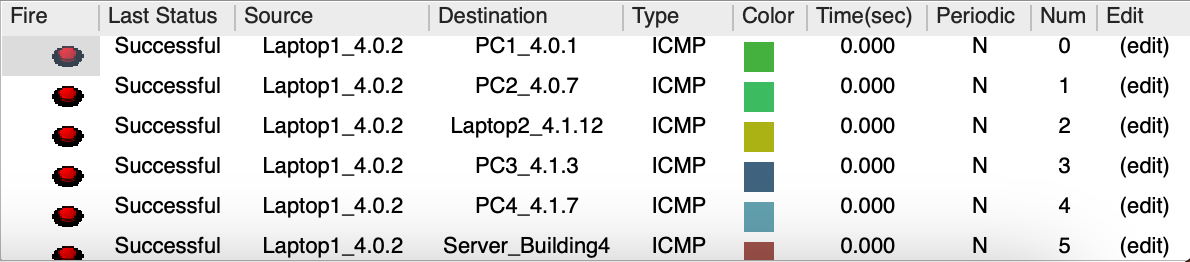 Fire Last Status Source Destination Type Color Time(sec) Periodic Num Edit
Successful Laptop1_4.0.2 PC1_4.0.1 ICMP 0.000 N 0 (edit)
Successful Laptop1_4.0.2 PC2_4.0.7 ICMP 0.000 N 1 (edit)
Successful Laptop1_4.0.2 Laptop2_4.1.12 ICMP 0.000 N 2 (edit)
Successful Laptop1_4.0.2 PC3_4.1.3 ICMP 0.000 N 3 (edit)
Successful Laptop1_4.0.2 PC4_4.1.7 ICMP 0.000 N 4 (edit)
Successful Laptop1_4.0.2 Server_Building4 ICMP 0.000 N 5 (edit)